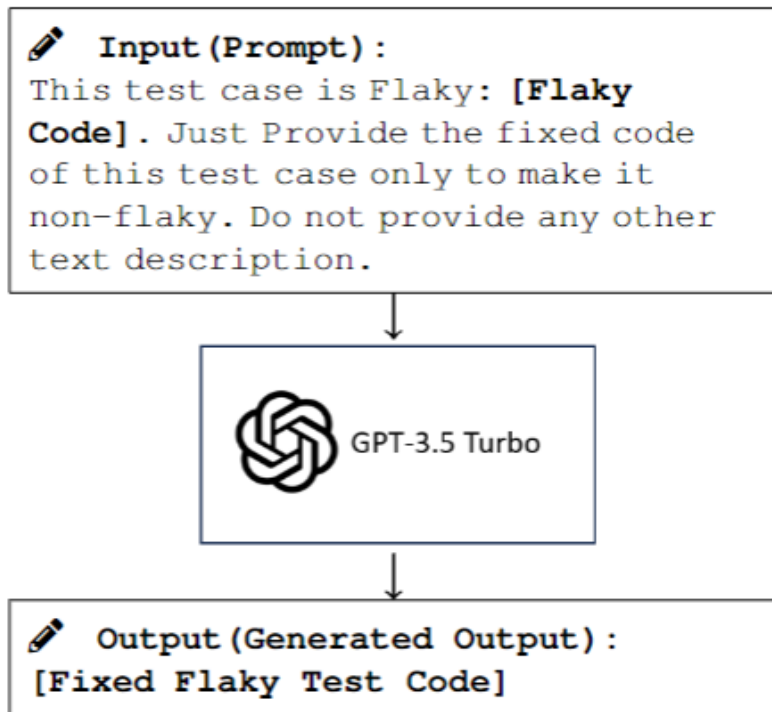 Input(Prompt):
This test case is Flaky: [Flaky
Code]. Just Provide the fixed code
of this test case only to make it
non-flaky. Do not provide any other
text description.
GPT-3.5 Turbo
Output(Generated Output):
[Fixed Flaky Test Code]